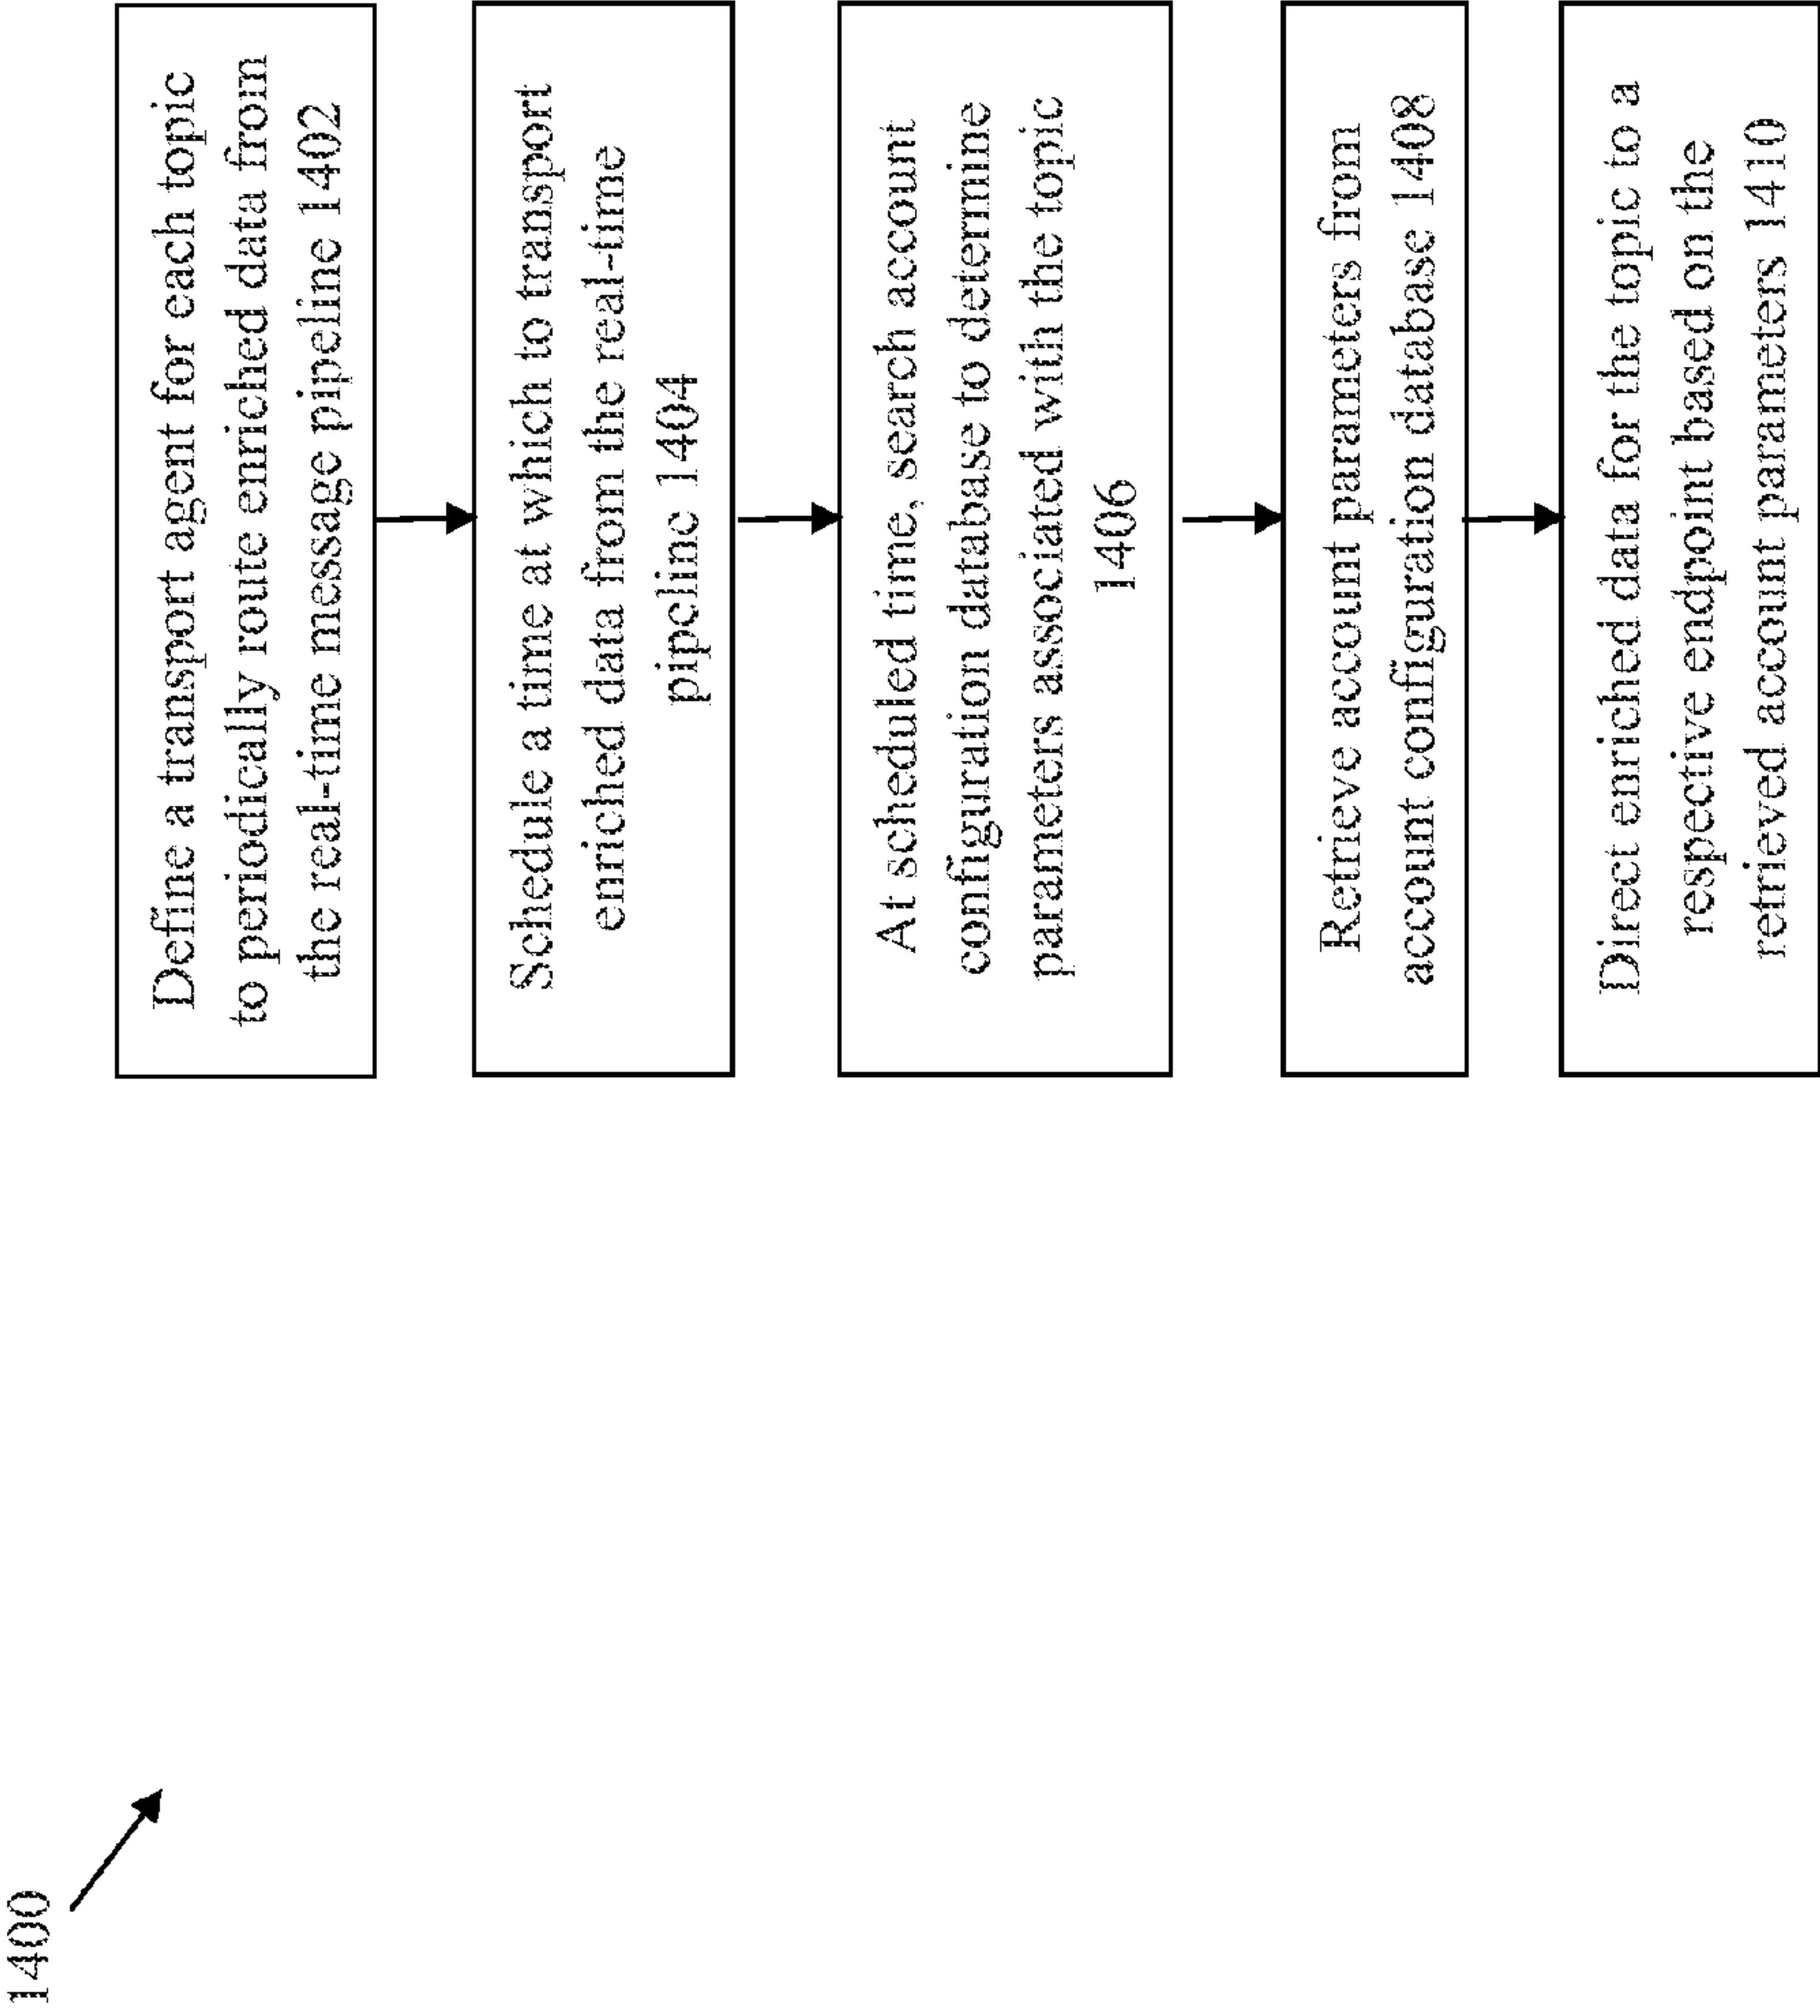 1400
Define a transport agent for each topic
to periodically route enriched data from
the real-time message pipeline 1402
Schedule a time at which to transport
enriched data from the real-time
pipeline 1404
At scheduled time, search account
configuration database to determine
parameters associated with the topic
1406
Retrieve account parameters from
account configuration database 1408
Direct enriched data for the topic to a
respective endpoint based on the
retrieved account parameters 1410